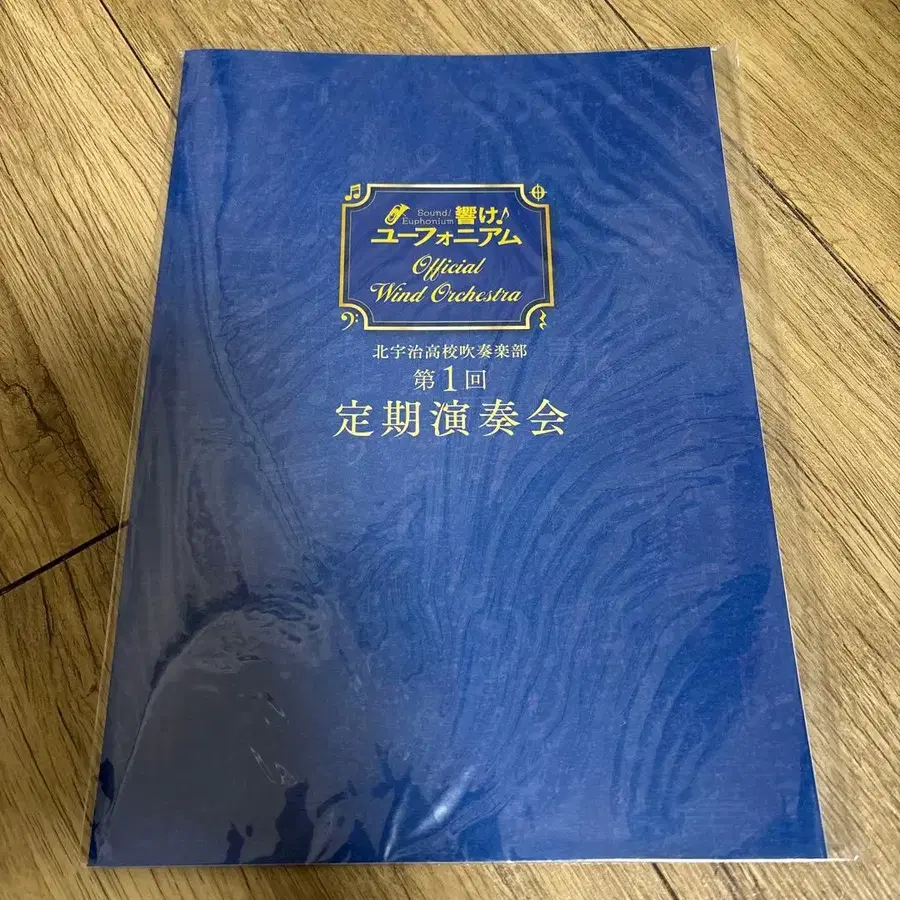 Sound!
Euphonium
響け♪
ユーフォニアム
Official
Wind Orchestra
北宇治高校吹奏楽部
第1回
定期演奏会